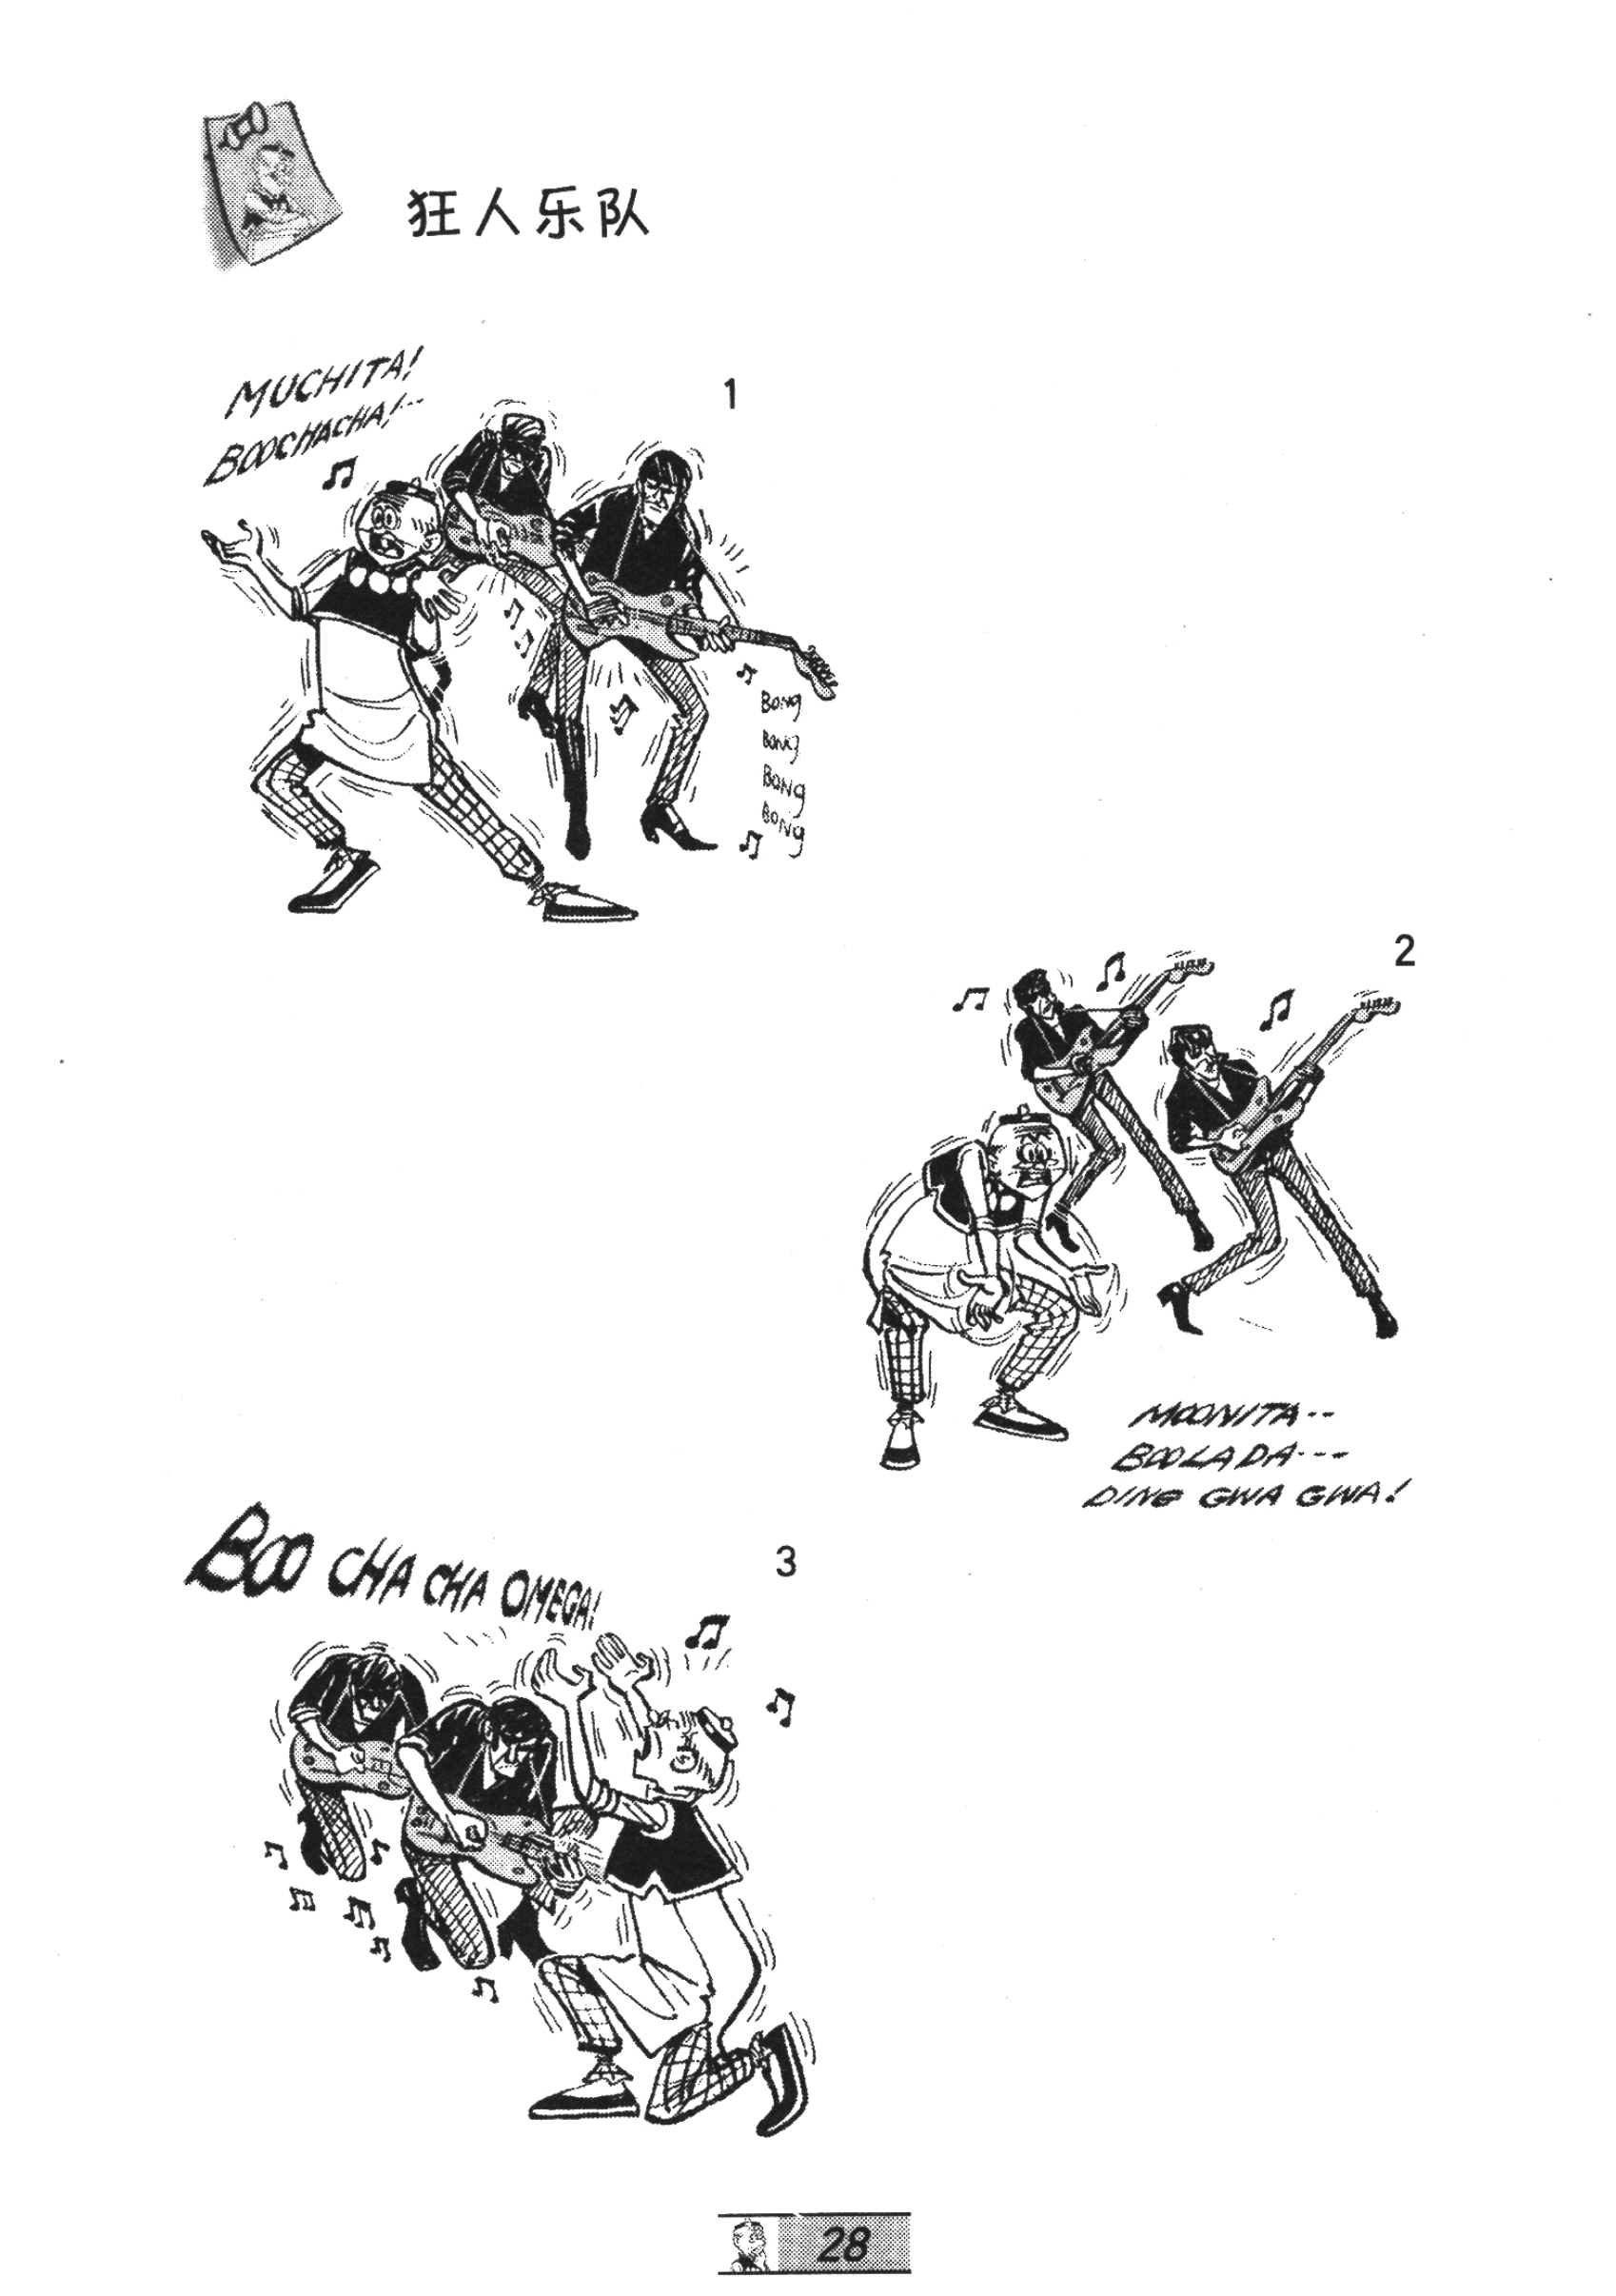 狂人乐队
MUCHITA!
BOOCHACHA!--
1
BONG
BONG
BONG
BONG
2
MOONITA--
BOOLADA---
DING GWA GWA!
BOO CHA CHA OMEGA!
3
28